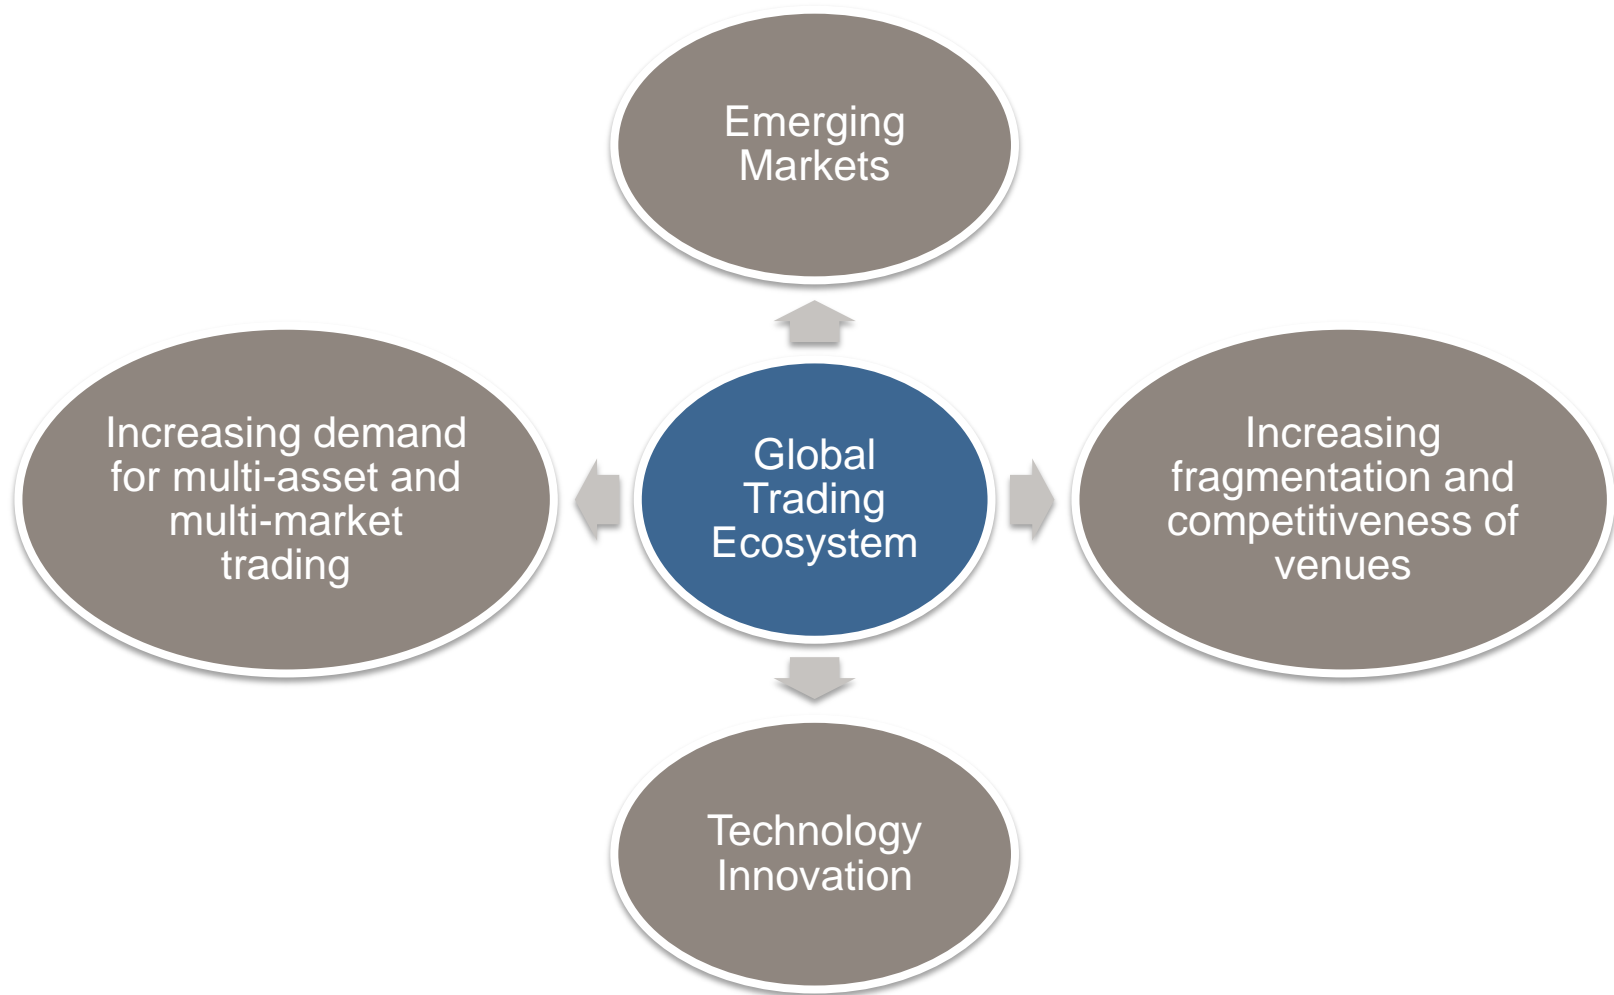 Emerging
Markets
Increasing demand
for multi-asset and
multi-market
trading
Global
Trading
Ecosystem
Increasing
fragmentation and
competitiveness of
venues
Technology
Innovation